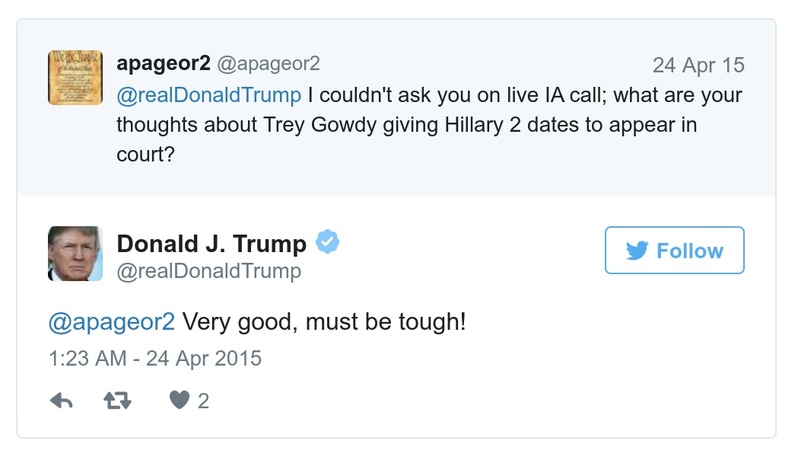 apageor2 @apageor2 24 Apr 15
@realDonaldTrump I couldn't ask you on live IA call; what are your
thoughts about Trey Gowdy giving Hillary 2 dates to appear in
court?
Donald J. Trump
@realDonaldTrump
Follow
@apageor2 Very good, must be tough!
1:23 AM - 24 Apr 2015
2